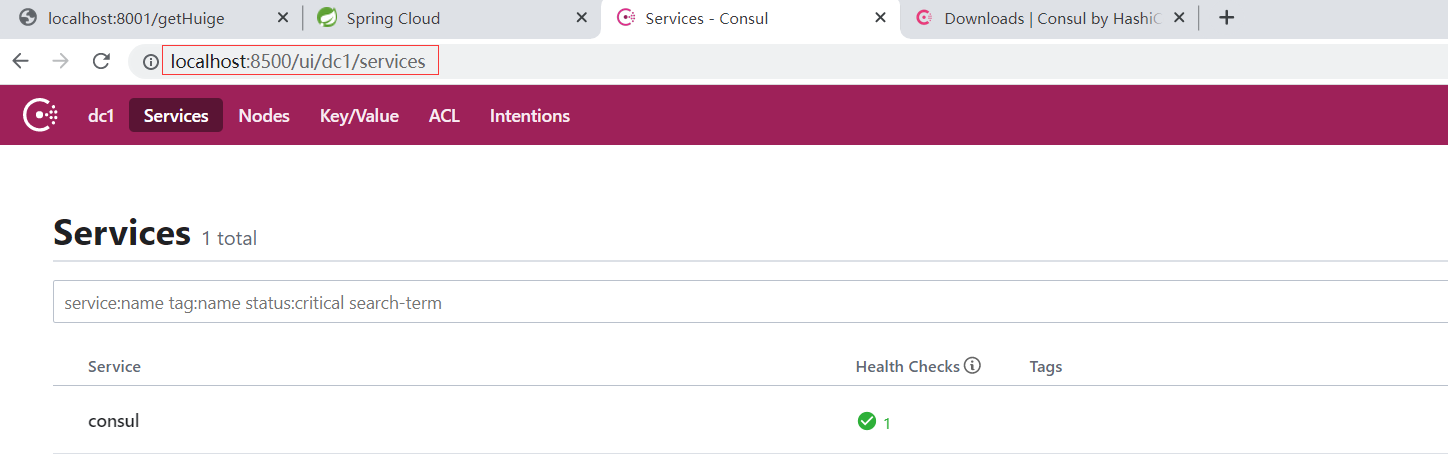 localhost:8001/getHuige
Spring Cloud
Services - Consul
Downloads | Consul by HashiC
localhost:8500/ui/dc1/services
dc1 Services Nodes Key/Value ACL Intentions
Services 1 total
service:name tag:name status:critical search-term
Service Health Checks Tags
consul 1